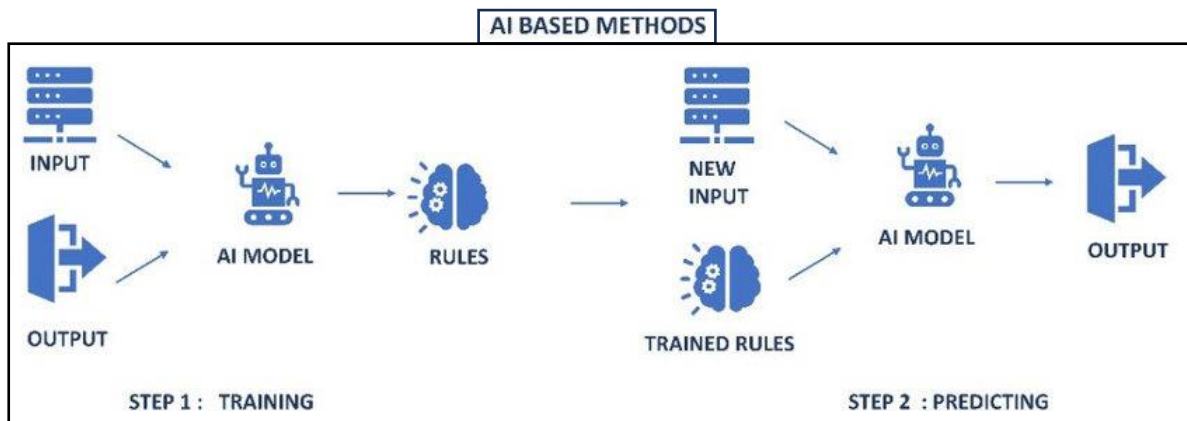 AI BASED METHODS
INPUT
OUTPUT
AI MODEL
RULES
STEP 1 : TRAINING
NEW
INPUT
TRAINED RULES
AI MODEL
OUTPUT
STEP 2 : PREDICTING